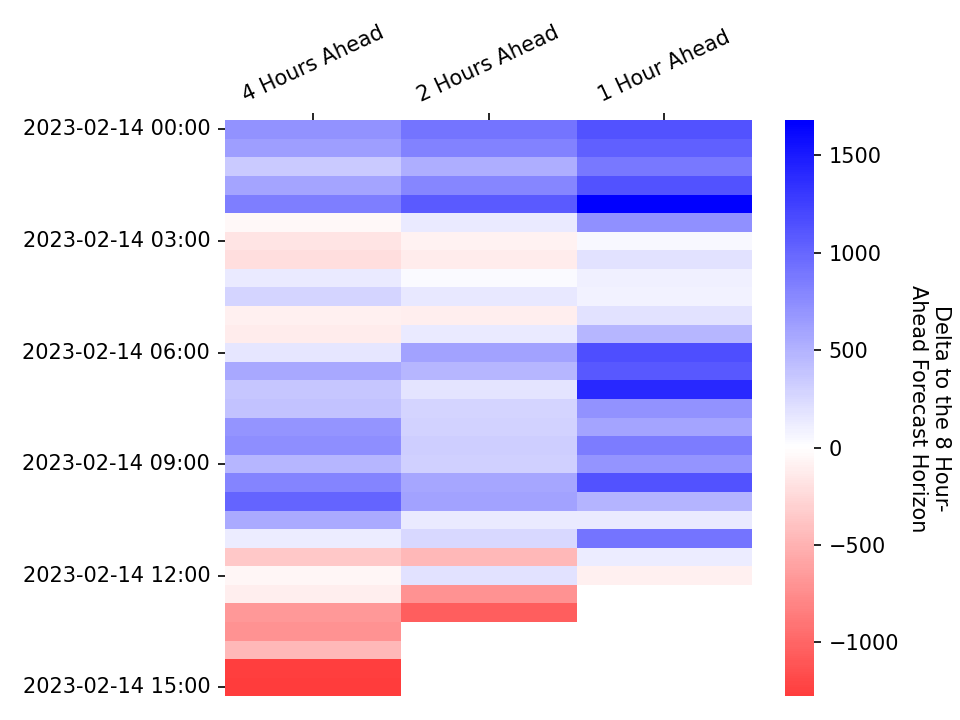 4 Hours Ahead
2 Hours Ahead
1 Hour Ahead
2023-02-14 00:00
2023-02-14 03:00
2023-02-14 06:00
2023-02-14 09:00
2023-02-14 12:00
2023-02-14 15:00
1500
1000
500
0
−500
−1000
Delta to the 8 Hour-
Ahead Forecast Horizon